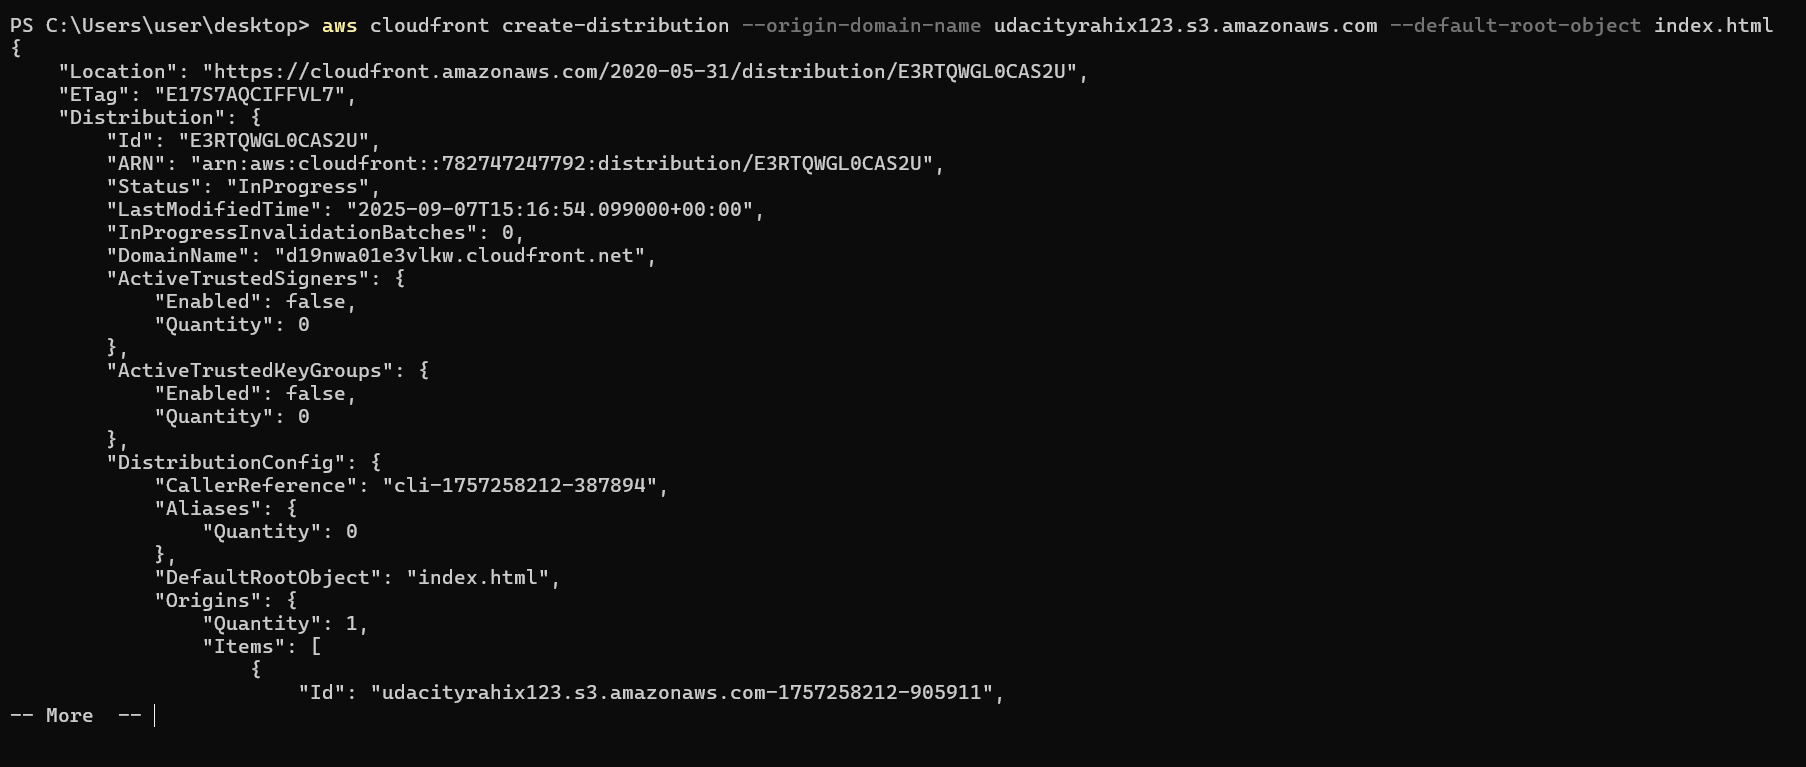 PS C:\Users\user\desktop> aws cloudfront create-distribution --origin-domain-name udacityrahix123.s3.amazonaws.com --default-root-object index.html
{
    "Location": "https://cloudfront.amazonaws.com/2020-05-31/distribution/E3RTQWGL0CAS2U",
    "ETag": "E17S7AQCIFFVL7",
    "Distribution": {
        "Id": "E3RTQWGL0CAS2U",
        "ARN": "arn:aws:cloudfront::782747247792:distribution/E3RTQWGL0CAS2U",
        "Status": "InProgress",
        "LastModifiedTime": "2025-09-07T15:16:54.099000+00:00",
        "InProgressInvalidationBatches": 0,
        "DomainName": "d19nwa01e3vlkw.cloudfront.net",
        "ActiveTrustedSigners": {
            "Enabled": false,
            "Quantity": 0
        },
        "ActiveTrustedKeyGroups": {
            "Enabled": false,
            "Quantity": 0
        },
        "DistributionConfig": {
            "CallerReference": "cli-1757258212-387894",
            "Aliases": {
                "Quantity": 0
            },
            "DefaultRootObject": "index.html",
            "Origins": {
                "Quantity": 1,
                "Items": [
                    {
                        "Id": "udacityrahix123.s3.amazonaws.com-1757258212-905911",
-- More  --